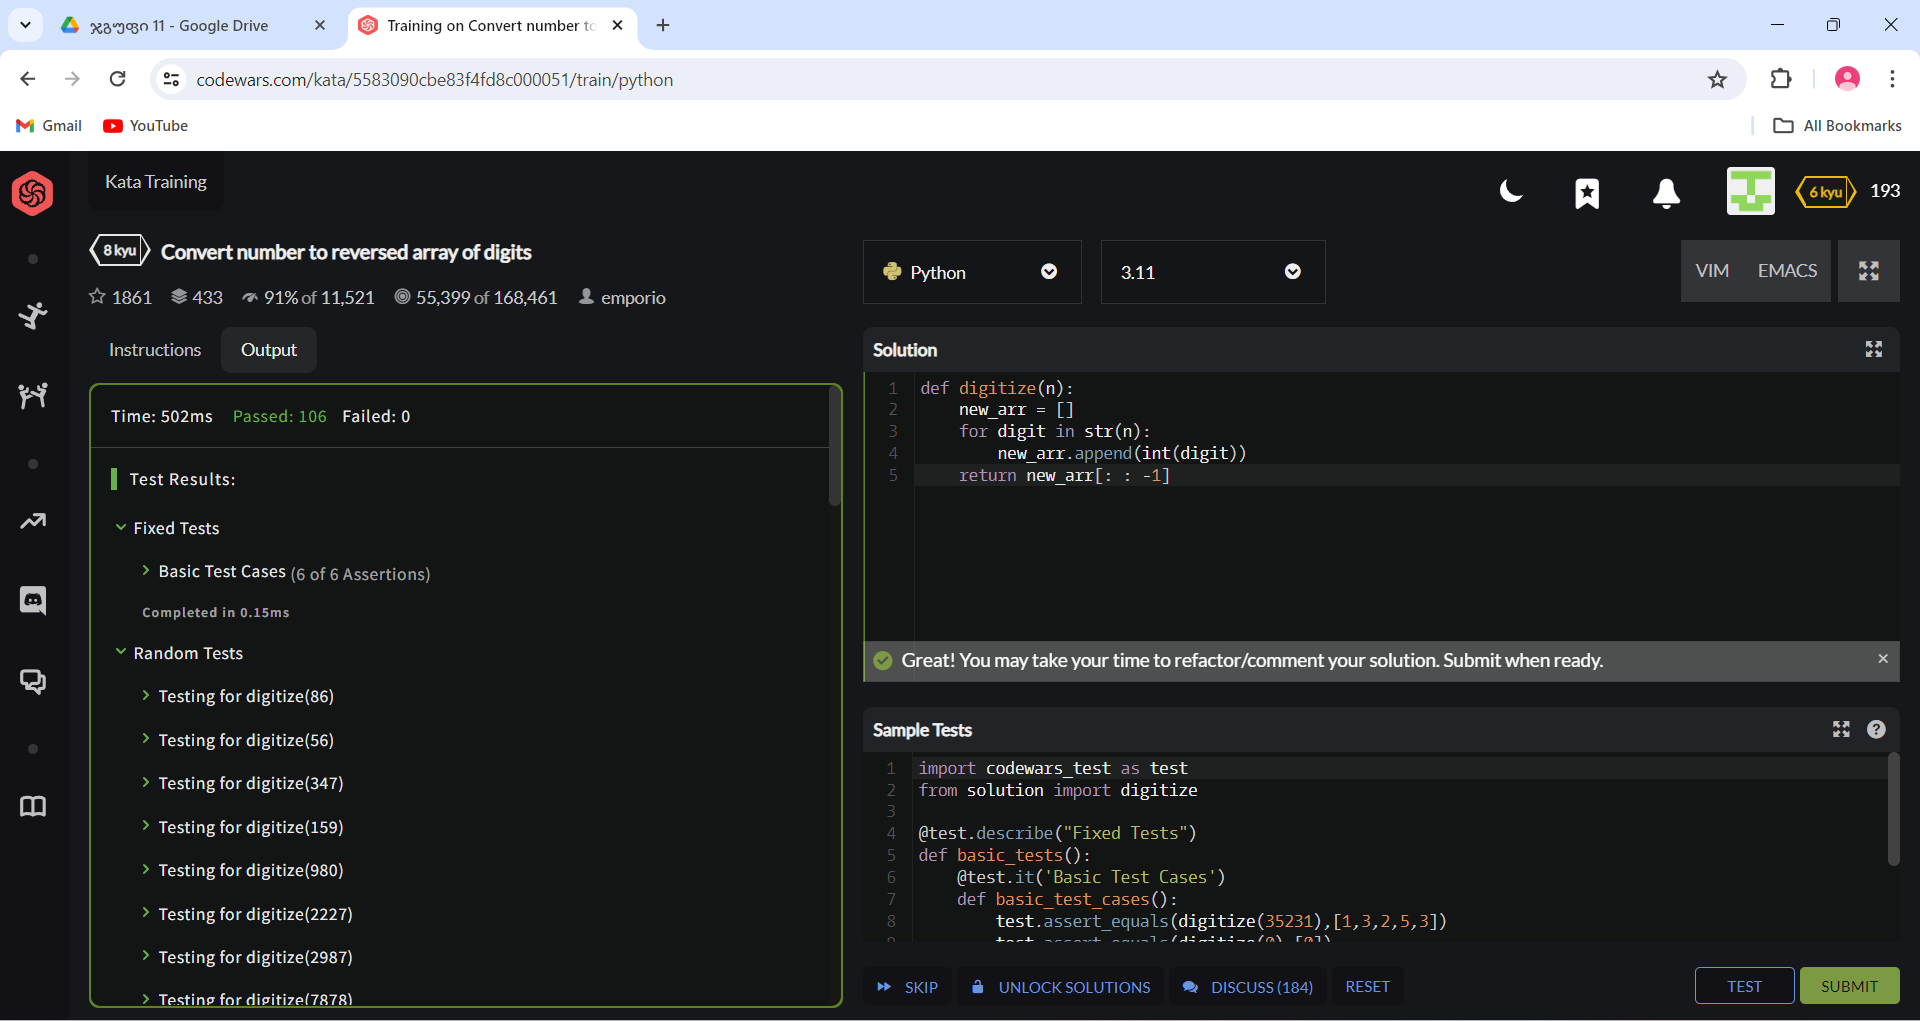 ჯგუფი 11 - Google Drive
Training on Convert number to
codewars.com/kata/5583090cbe83f4fd8c000051/train/python
Gmail
YouTube
All Bookmarks
Kata Training
6 kyu
193
8 kyu
Convert number to reversed array of digits
1861
433
91% of 11,521
55,399 of 168,461
emporio
Python
3.11
VIM
EMACS
Instructions
Output
Time: 502ms Passed: 106 Failed: 0
Test Results:
Fixed Tests
Basic Test Cases (6 of 6 Assertions)
Completed in 0.15ms
Random Tests
Testing for digitize(86)
Testing for digitize(56)
Testing for digitize(347)
Testing for digitize(159)
Testing for digitize(980)
Testing for digitize(2227)
Testing for digitize(2987)
Testing for digitize(7878)
Solution
1 def digitize(n):
2     new_arr = []
3     for digit in str(n):
4         new_arr.append(int(digit))
5     return new_arr[: : -1]
Great! You may take your time to refactor/comment your solution. Submit when ready.
Sample Tests
1 import codewars_test as test
2 from solution import digitize
3
4 @test.describe("Fixed Tests")
5 def basic_tests():
6     @test.it('Basic Test Cases')
7     def basic_test_cases():
8         test.assert_equals(digitize(35231),[1,3,2,5,3])
9         test.assert_equals(digitize(0),[0])
SKIP
UNLOCK SOLUTIONS
DISCUSS (184)
RESET
TEST
SUBMIT